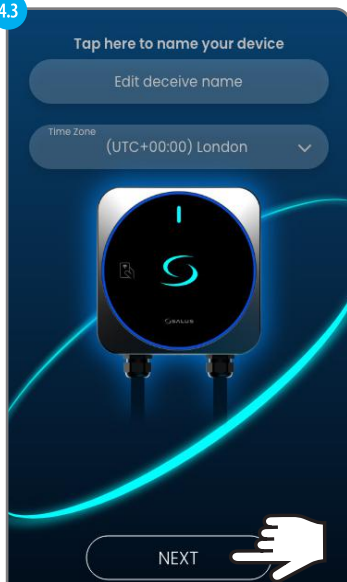 4.3
Tap here to name your device
Edit deceive name
Time Zone
(UTC+00:00) London
SALUS
NEXT